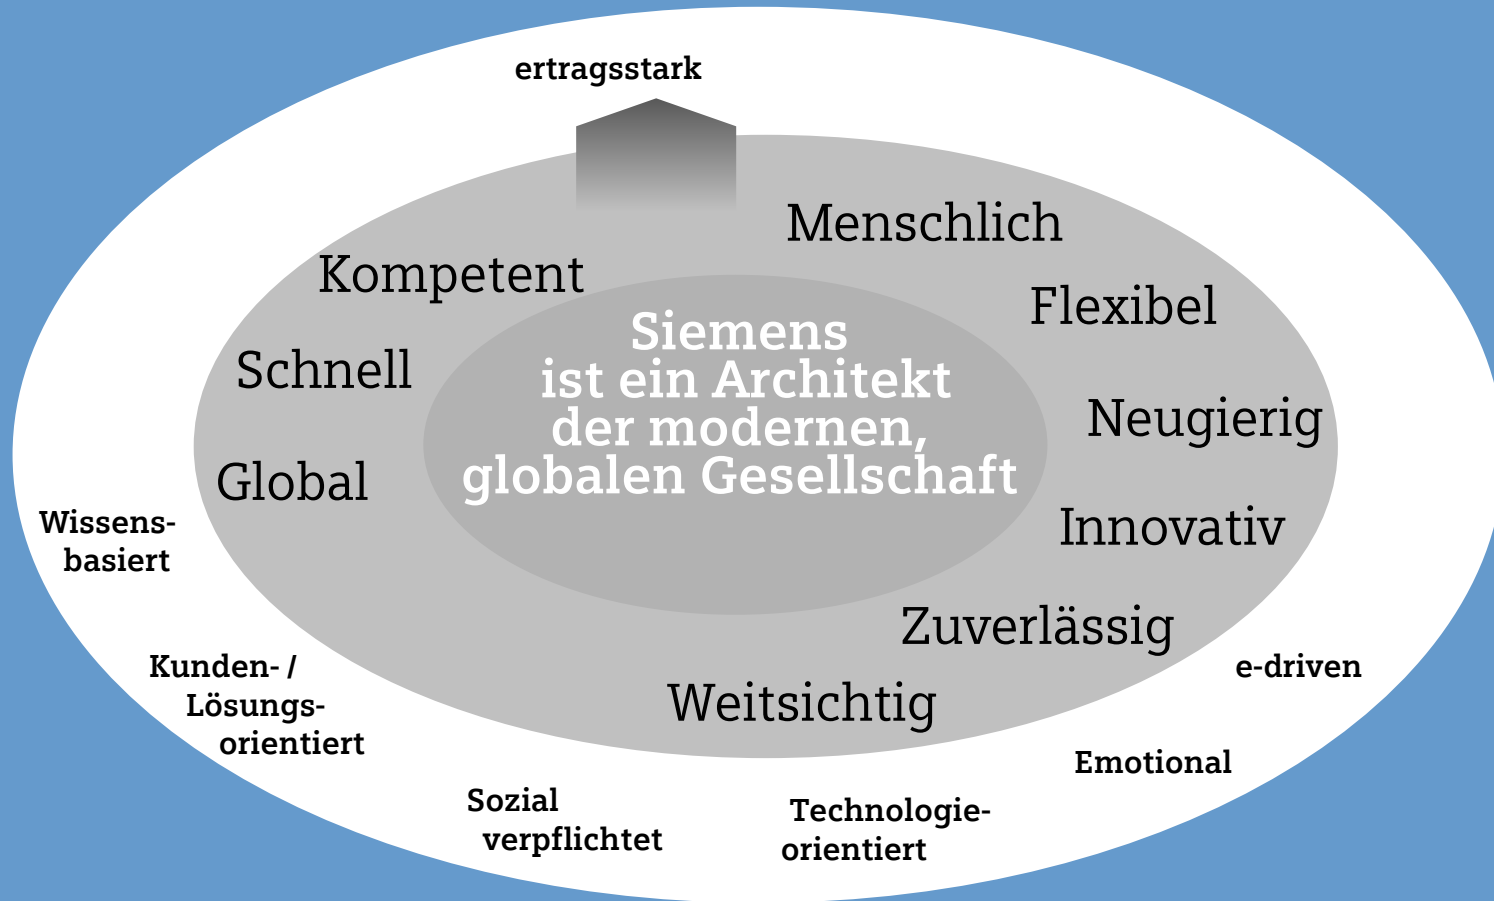 ertragsstark
Menschlich
Kompetent
Flexibel
Siemens
ist ein Architekt
der modernen,
globalen Gesellschaft
Schnell
Neugierig
Global
Innovativ
Wissens-
basiert
Zuverlässig
Kunden- /
Lösungs-
orientiert
e-driven
Weitsichtig
Emotional
Sozial
verpflichtet
Technologie-
orientiert